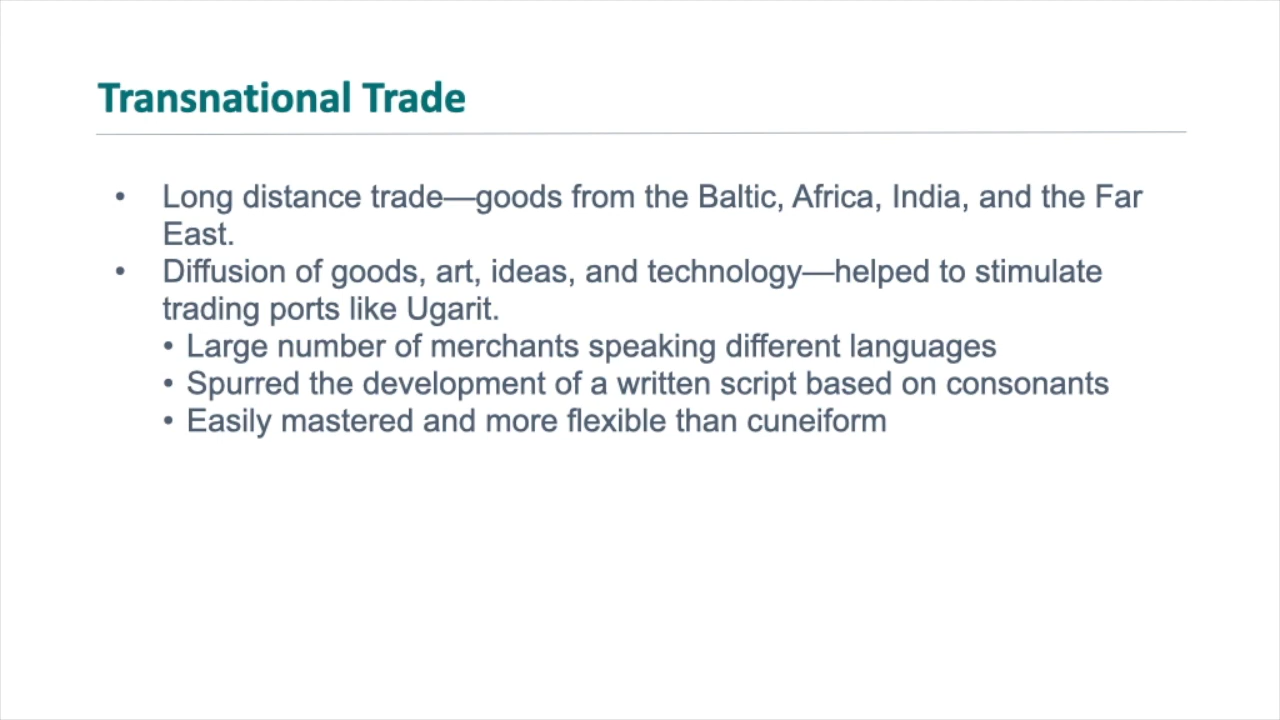 Transnational Trade
• Long distance trade—goods from the Baltic, Africa, India, and the Far
East.
• Diffusion of goods, art, ideas, and technology—helped to stimulate
trading ports like Ugarit.
• Large number of merchants speaking different languages
• Spurred the development of a written script based on consonants
• Easily mastered and more flexible than cuneiform